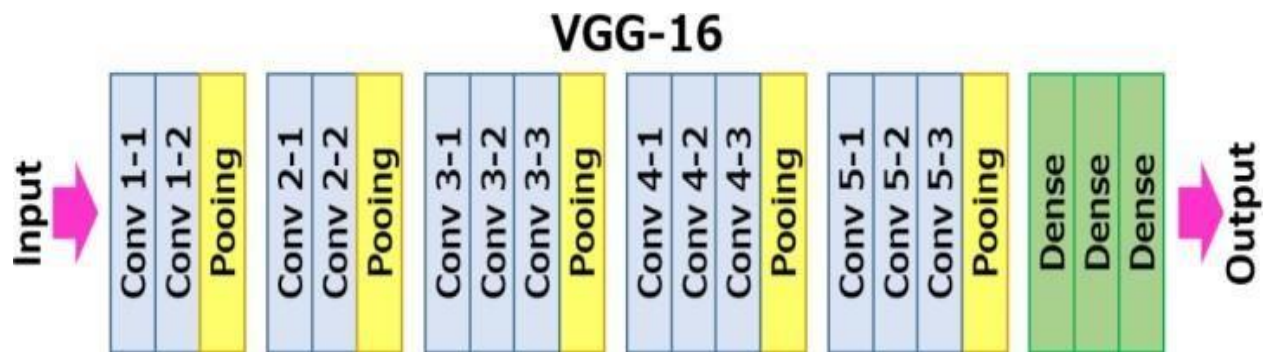 VGG-16
Input
Conv 1-1
Conv 1-2
Pooing
Conv 2-1
Conv 2-2
Pooing
Conv 3-1
Conv 3-2
Conv 3-3
Pooing
Conv 4-1
Conv 4-2
Conv 4-3
Pooing
Conv 5-1
Conv 5-2
Conv 5-3
Pooing
Dense
Dense
Dense
Output